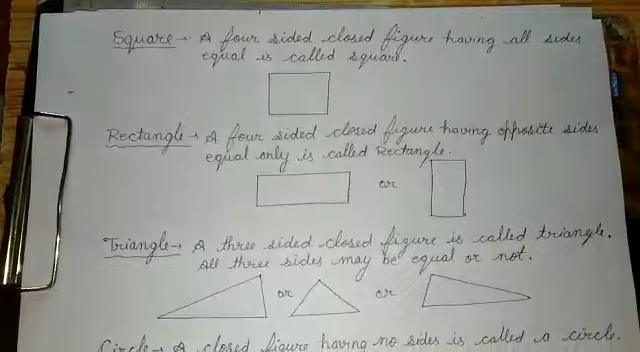 Square → A four sided closed figure having all sides
equal is called square.
Rectangle → A four sided closed figure having opposite sides
equal only is called Rectangle.
or
Triangle → A three sided closed figure is called triangle.
All three sides may be equal or not.
or or
Circle → A closed figure having no sides is called a circle.